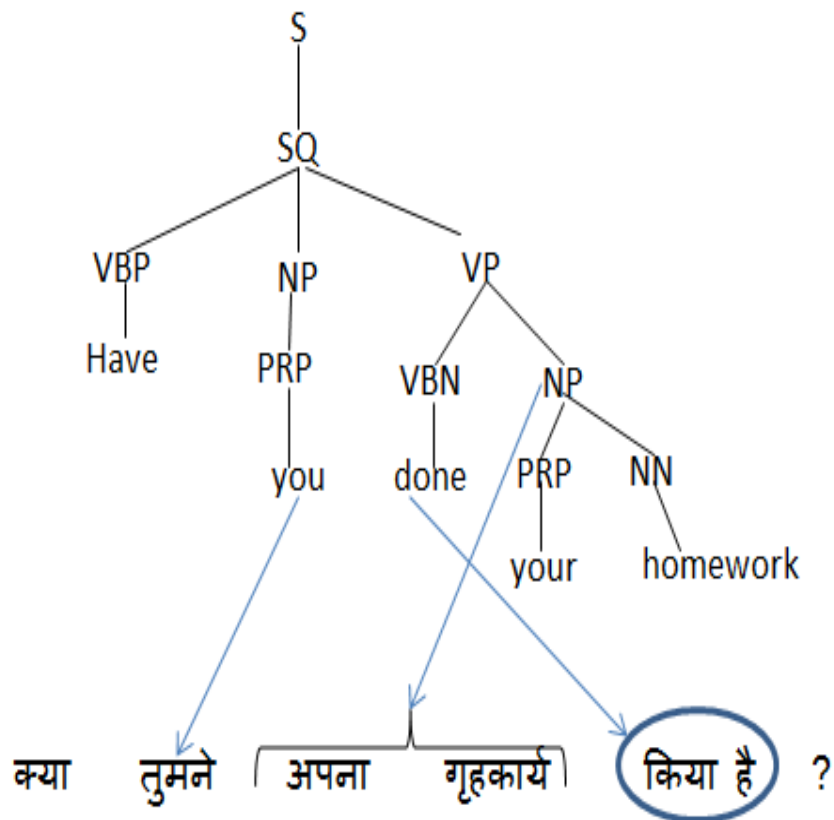 S
SQ
VBP NP VP
Have PRP VBN NP
you done PRP NN
your homework
क्या तुमने अपना गृहकार्य किया है ?